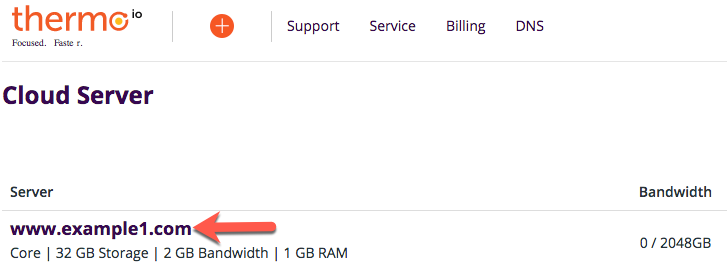 thermo io
Focused. Faste r.
Support Service Billing DNS
Cloud Server
Server Bandwidth
www.example1.com
Core | 32 GB Storage | 2 GB Bandwidth | 1 GB RAM
0 / 2048GB